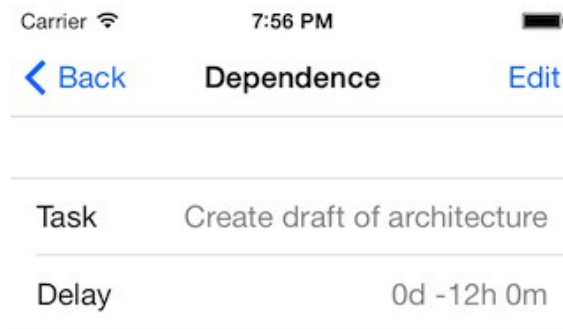 Carrier 7:56 PM
Back Dependence Edit
Task Create draft of architecture
Delay 0d -12h 0m